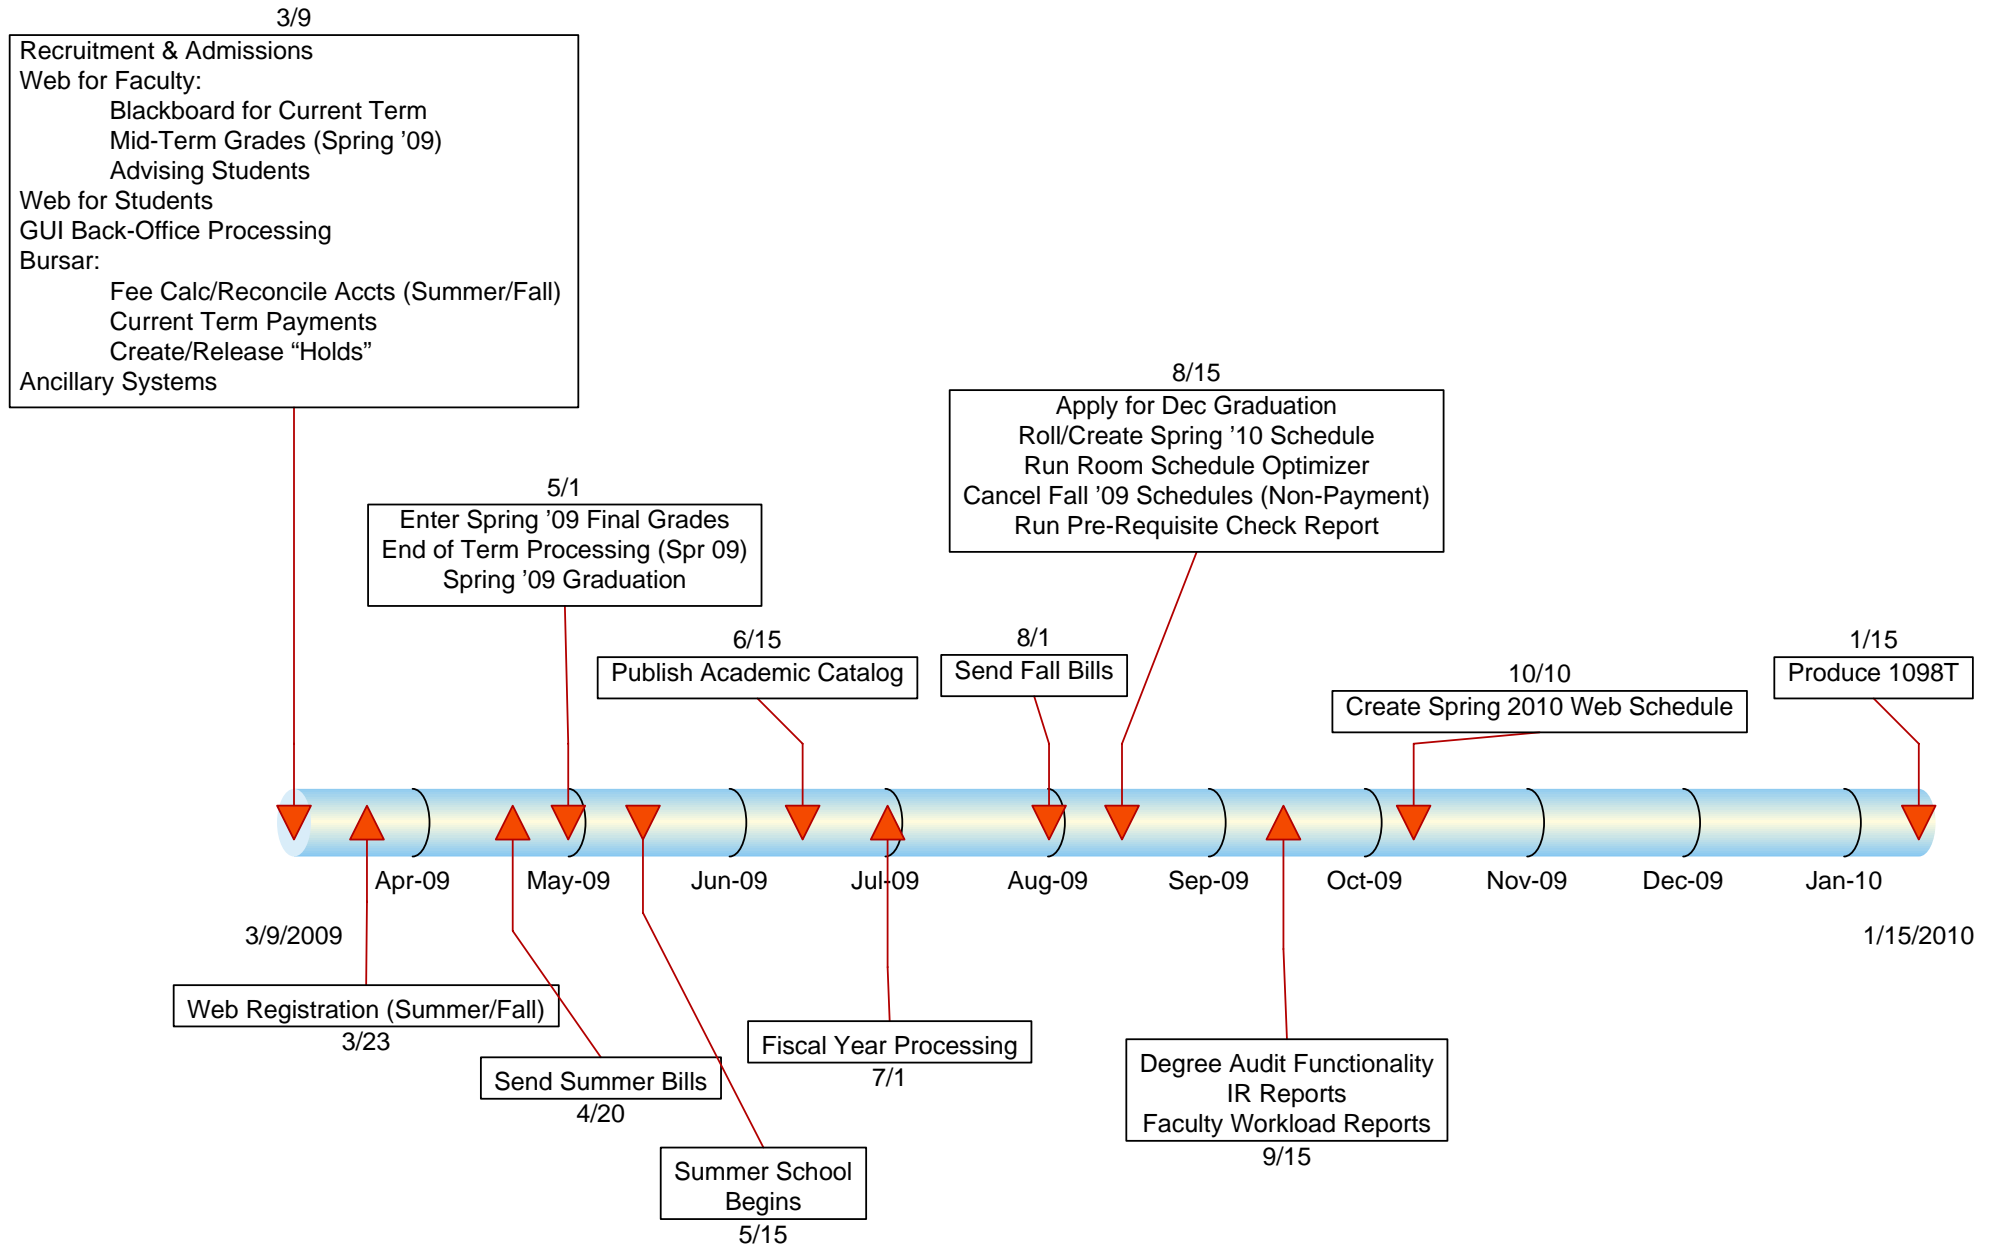 3/9
Recruitment & Admissions
Web for Faculty:
Blackboard for Current Term
Mid-Term Grades (Spring ’09)
Advising Students
Web for Students
GUI Back-Office Processing
Bursar:
Fee Calc/Reconcile Accts (Summer/Fall)
Current Term Payments
Create/Release “Holds”
Ancillary Systems
5/1
Enter Spring ’09 Final Grades
End of Term Processing (Spr 09)
Spring ’09 Graduation
6/15
Publish Academic Catalog
8/1
Send Fall Bills
8/15
Apply for Dec Graduation
Roll/Create Spring ’10 Schedule
Run Room Schedule Optimizer
Cancel Fall ’09 Schedules (Non-Payment)
Run Pre-Requisite Check Report
10/10
Create Spring 2010 Web Schedule
1/15
Produce 1098T
Apr-09
May-09
Jun-09
Jul-09
Aug-09
Sep-09
Oct-09
Nov-09
Dec-09
Jan-10
3/9/2009
1/15/2010
Web Registration (Summer/Fall)
3/23
Send Summer Bills
4/20
Summer School
Begins
5/15
Fiscal Year Processing
7/1
Degree Audit Functionality
IR Reports
Faculty Workload Reports
9/15